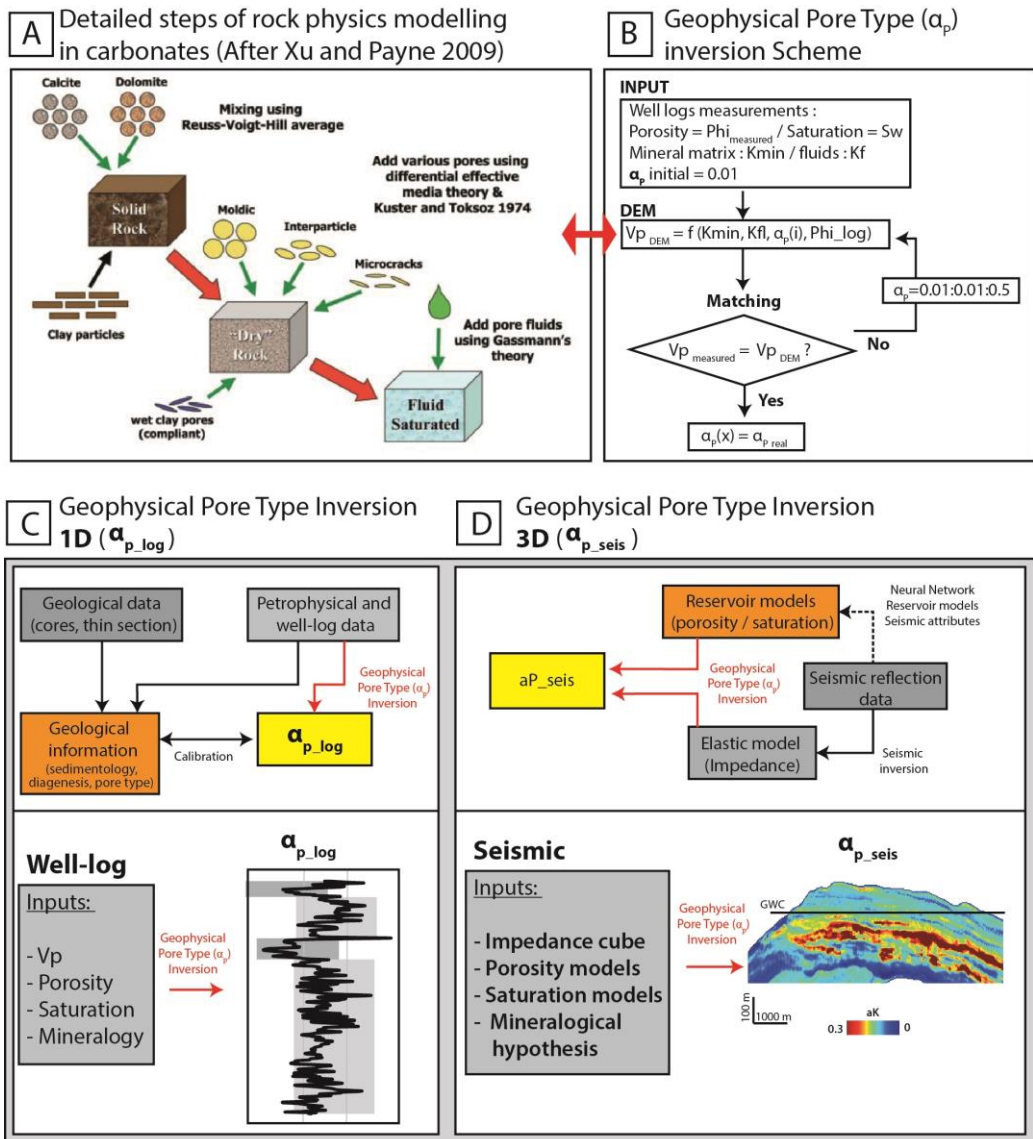 A
Detailed steps of rock physics modelling
in carbonates (After Xu and Payne 2009)
Calcite
Dolomite
Mixing using
Reuss-Voigt-Hill average
Solid
Rock
Add various pores using
differential effective
media theory &
Kuster and Toksoz 1974
Moldic
Interparticle
Microcracks
Clay particles
"Dry"
Rock
Add pore fluids
using Gassmann's
theory
wet clay pores
(compliant)
Fluid
Saturated
B
Geophysical Pore Type (αp)
inversion Scheme
INPUT
Well logs measurements :
Porosity = Phimeasured / Saturation = Sw
Mineral matrix : Kmin / fluids : Kf
αp initial = 0.01
DEM
Vp DEM = f (Kmin, Kfl, αp(i), Phi_log)
αp=0.01:0.01:0.5
Matching
Vp measured = Vp DEM ?
No
Yes
αp(x) = αP real
C
Geophysical Pore Type Inversion
1D (αp_log)
Geological data
(cores, thin section)
Petrophysical and
well-log data
Geophysical
Pore Type (αp)
Inversion
Geological
information
(sedimentology,
diagenesis, pore type)
Calibration
αp_log
Well-log
Inputs:
- Vp
- Porosity
- Saturation
- Mineralogy
Geophysical
Pore Type (αp)
Inversion
αp_log
D
Geophysical Pore Type Inversion
3D (αp_seis)
Reservoir models
(porosity / saturation)
Neural Network
Reservoir models
Seismic attributes
aP_seis
Geophysical
Pore Type (αp)
Inversion
Seismic reflection
data
Elastic model
(Impedance)
Seismic
inversion
Seismic
Inputs:
- Impedance cube
- Porosity models
- Saturation models
- Mineralogical
hypothesis
Geophysical
Pore Type (αp)
Inversion
αp_seis
GWC
100 m
1000 m
aK
0.3
0